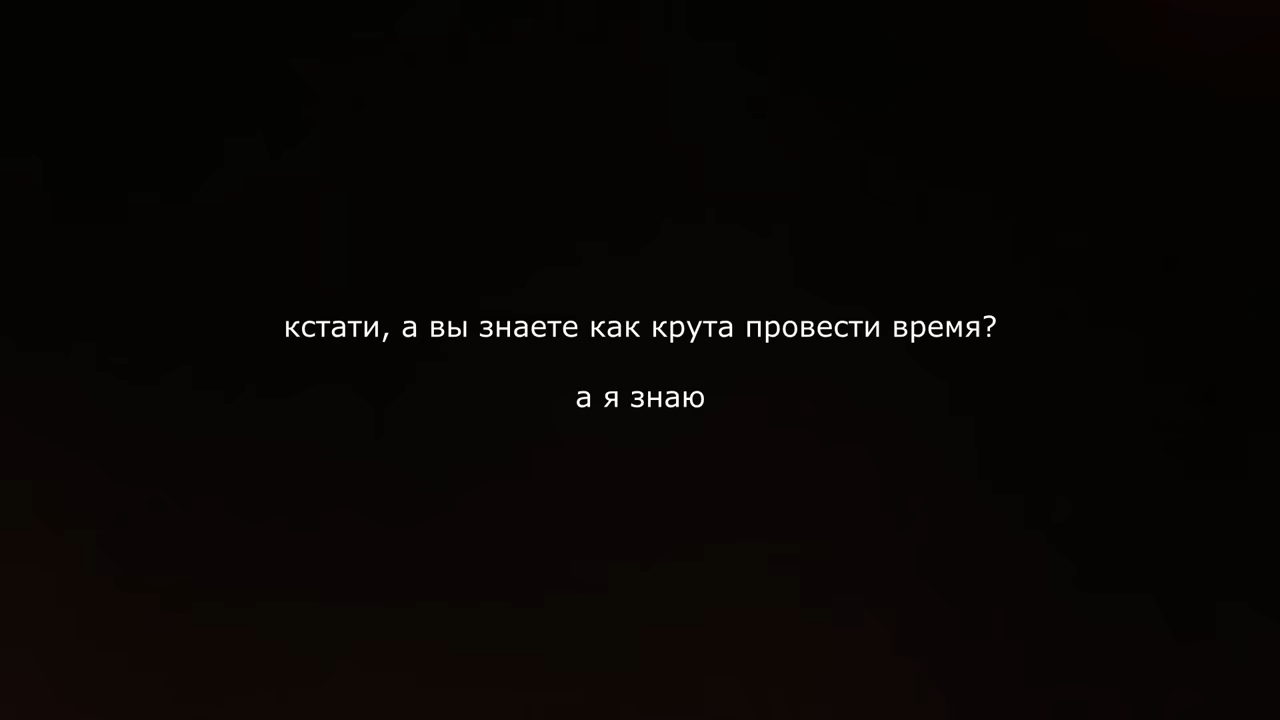 кстати, а вы знаете как крута провести время?
а я знаю